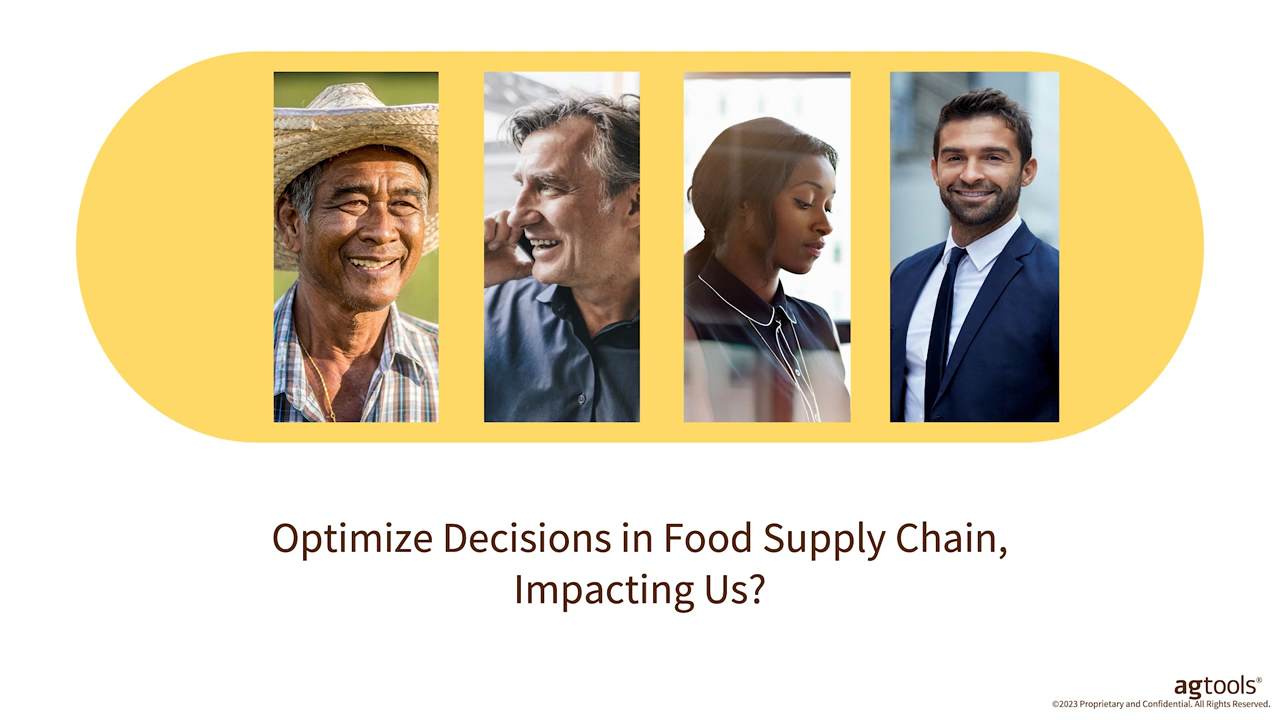 Optimize Decisions in Food Supply Chain,
Impacting Us?
agtools®
©2023 Proprietary and Confidential. All Rights Reserved.